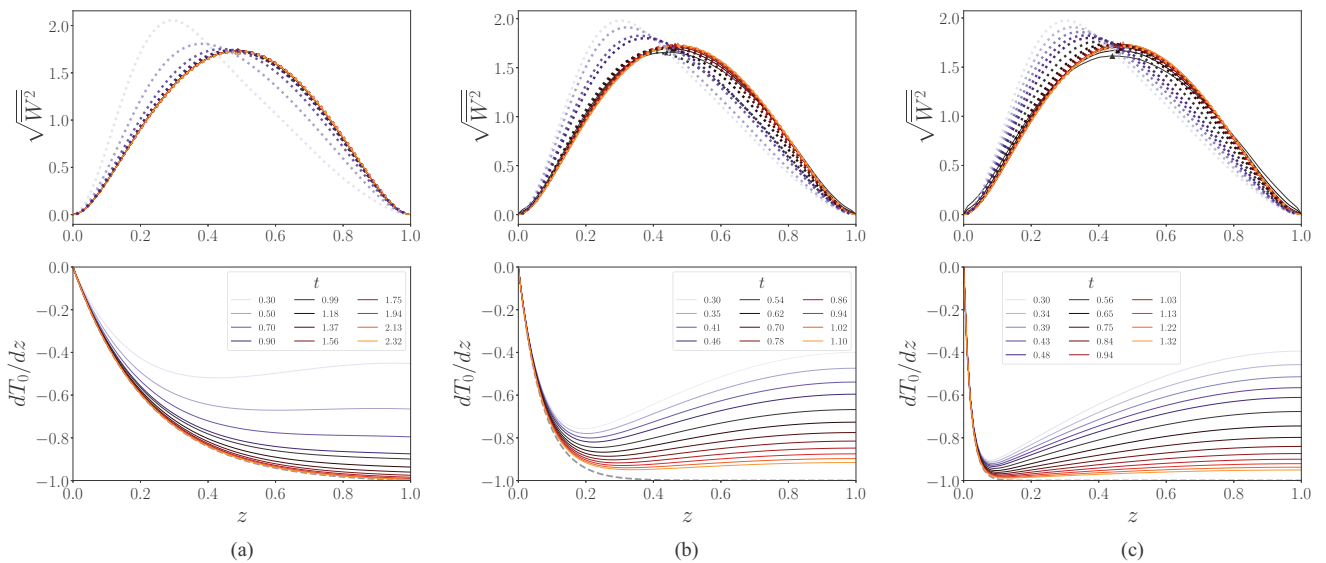 2.0
1.5
1.0
0.5
0.0
√W²
0.0 0.2 0.4 0.6 0.8 1.0
2.0
1.5
1.0
0.5
0.0
√W²
0.0 0.2 0.4 0.6 0.8 1.0
2.0
1.5
1.0
0.5
0.0
√W²
0.0 0.2 0.4 0.6 0.8 1.0
0.0
−0.2
−0.4
−0.6
−0.8
−1.0
dT₀/dz
t
0.30 0.99 1.75
0.50 1.18 1.94
0.70 1.37 2.13
0.90 1.56 2.32
0.0 0.2 0.4 0.6 0.8 1.0
z
(a)
0.0
−0.2
−0.4
−0.6
−0.8
−1.0
dT₀/dz
t
0.30 0.54 0.86
0.35 0.62 0.94
0.41 0.70 1.02
0.46 0.78 1.10
0.0 0.2 0.4 0.6 0.8 1.0
z
(b)
0.0
−0.2
−0.4
−0.6
−0.8
−1.0
dT₀/dz
t
0.30 0.56 1.03
0.34 0.65 1.13
0.39 0.75 1.22
0.43 0.84 1.32
0.48 0.94
0.0 0.2 0.4 0.6 0.8 1.0
z
(c)